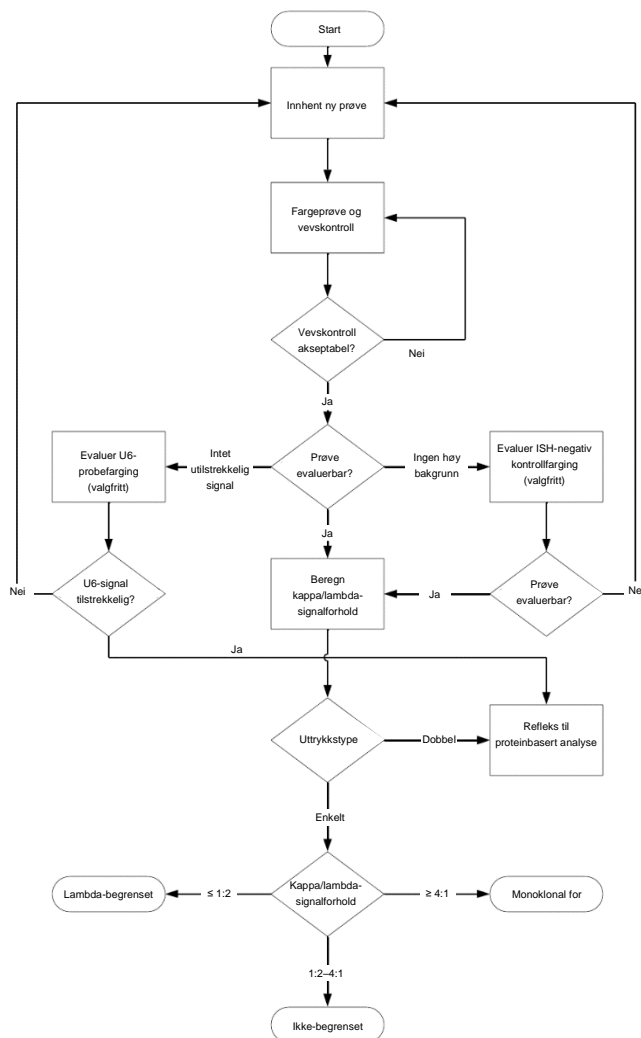 Start
Innhent ny prøve
Fargeprøve og
vevskontroll
Vevskontroll
akseptabel?
Nei
Ja
Evaluer U6-
probefarging
(valgfritt)
Intet
utilstrekkelig
signal
Prøve
evaluerbar?
Ingen høy
bakgrunn
Evaluer ISH-negativ
kontrollfarging
(valgfritt)
Ja
Nei
U6-signal
tilstrekkelig?
Beregn
kappa/lambda-
signalforhold
Ja
Prøve
evaluerbar?
Ne
Ja
Uttrykkstype
Dobbel
Refleks til
proteinbasert analyse
Enkelt
Lambda-begrenset
≤ 1:2
Kappa/lambda-
signalforhold
≥ 4:1
Monoklonal for
1:2–4:1
Ikke-begrenset